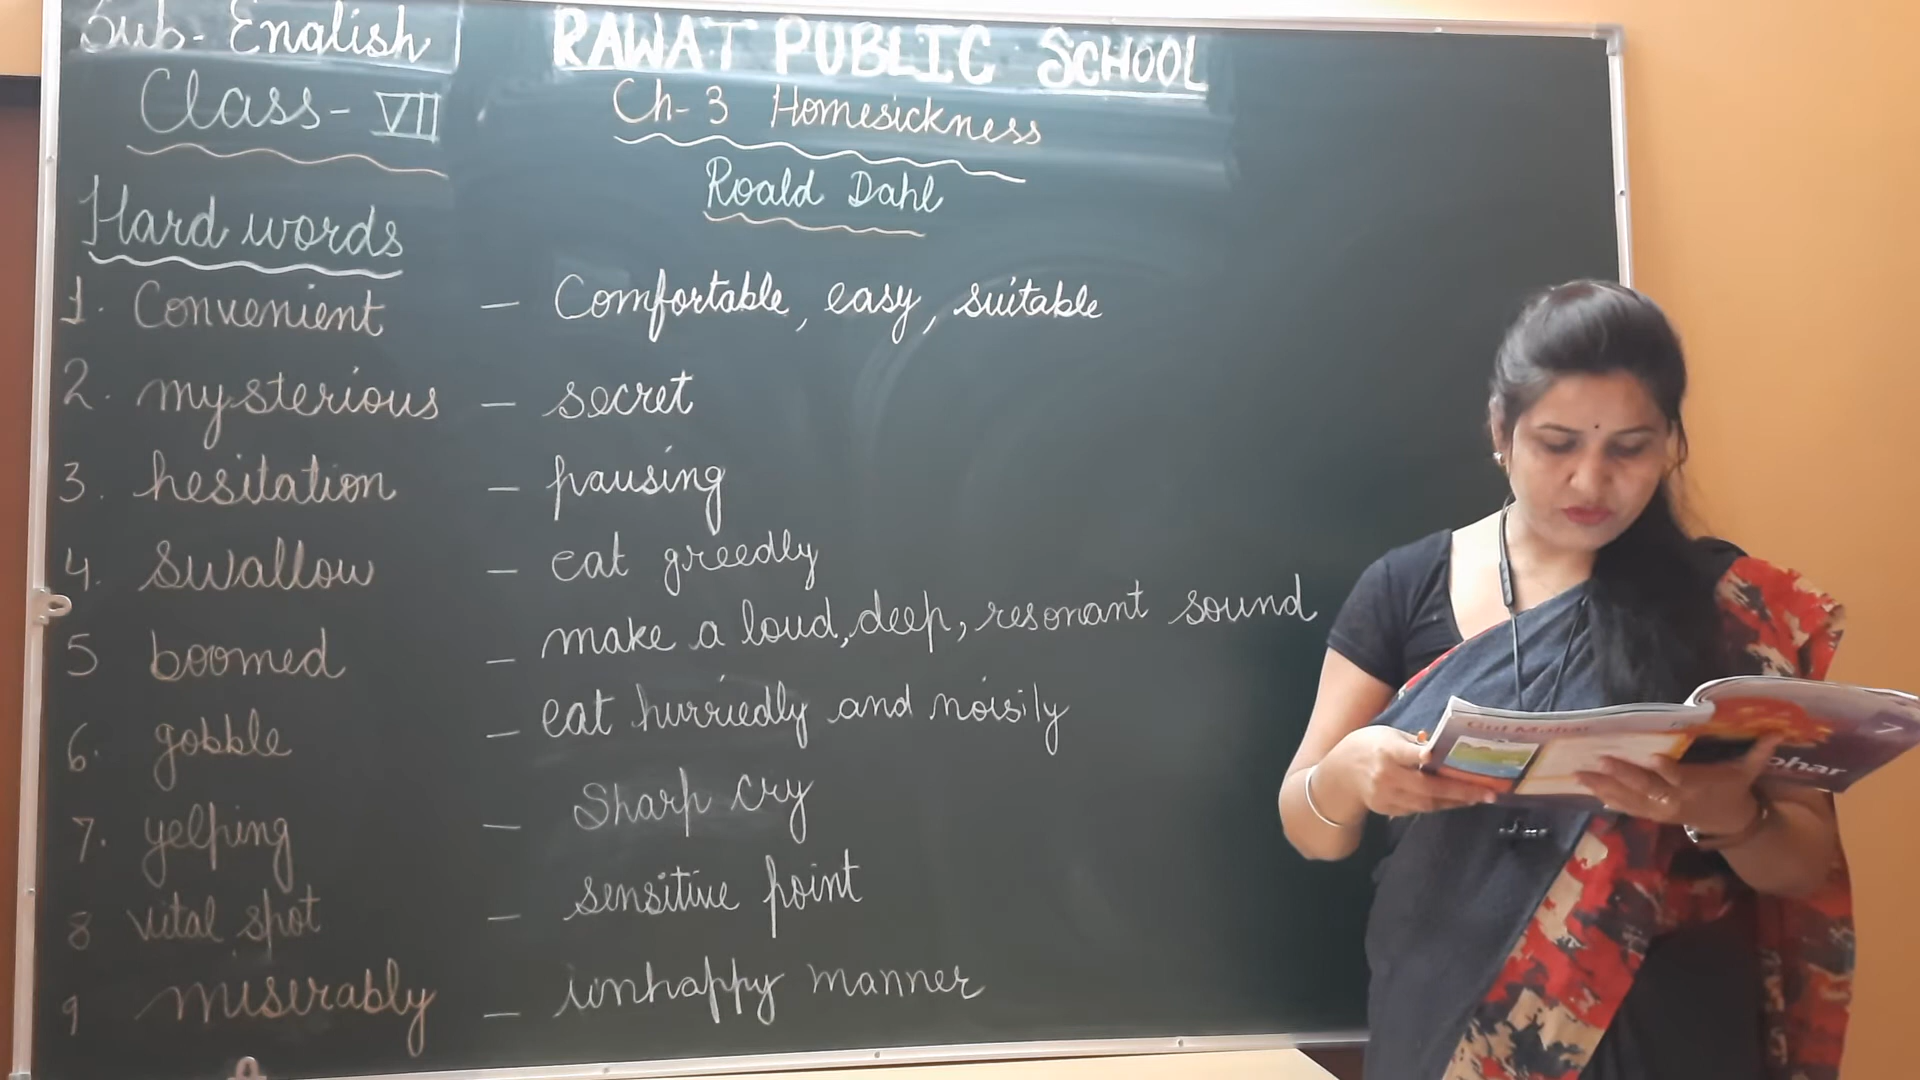 Sub- English
RAWAT PUBLIC SCHOOL
Class- VII
Ch- 3 Homesickness
Roald Dahl
Hard words
1. Convenient - Comfortable, easy, suitable
2. mysterious - secret
3. hesitation - pausing
4. swallow - eat greedly
5 boomed - make a loud, deep, resonant sound
6. gobble - eat hurriedly and noisily
7. yelping - Sharp cry
8 vital spot - sensitive point
9 miserably - unhappy manner
7
ohar